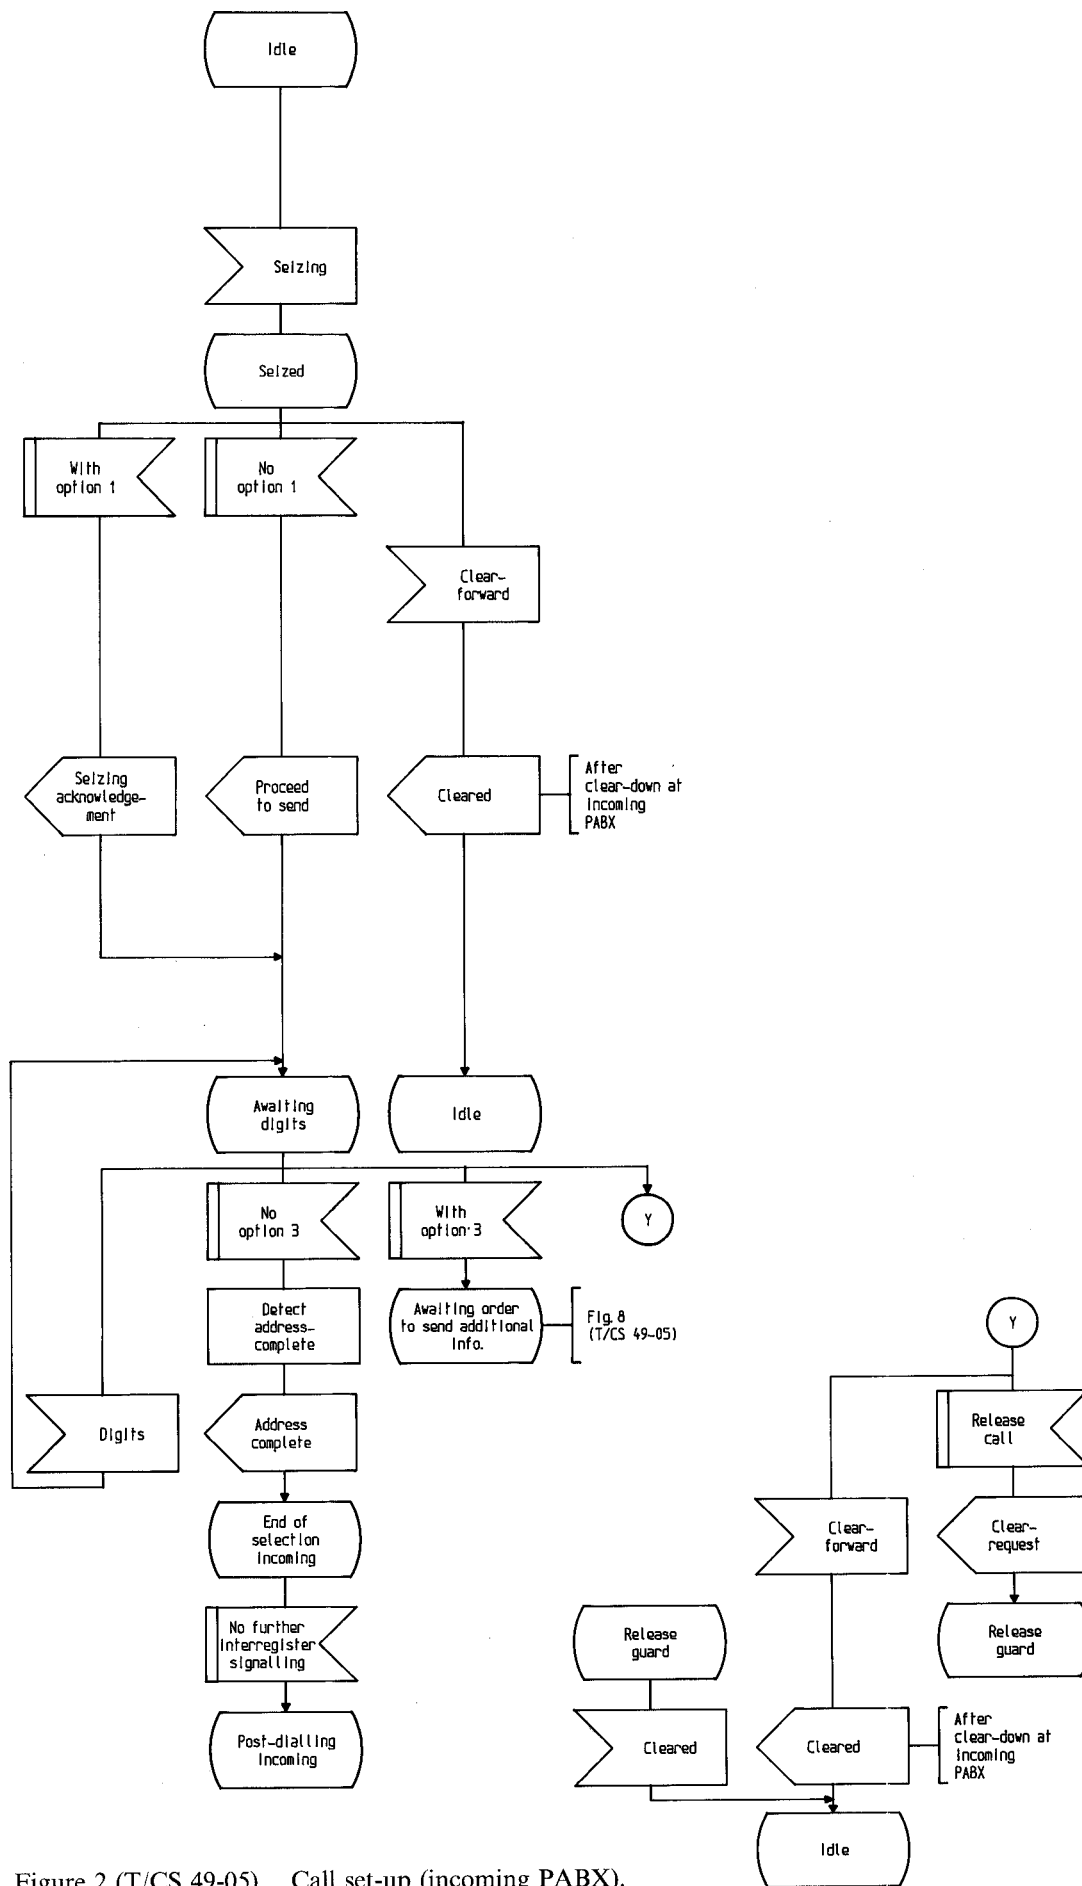 Idle
Seizing
Seized
With
option 1
No
option 1
Clear-
forward
Seizing
acknowledge-
ment
Proceed
to send
Cleared
After
clear-down at
incoming
PABX
Awaiting
digits
Idle
No
option 3
With
option 3
Y
Detect
address-
complete
Awaiting order
to send additional
info.
Fig. 8
(T/CS 49-05)
Y
Digits
Address
complete
Release
call
End of
selection
incoming
Clear-
forward
Clear-
request
No further
interregister
signalling
Release
guard
Release
guard
Post-dialling
incoming
Cleared
Cleared
After
clear-down at
incoming
PABX
Idle
Figure 2 (T/CS 49-05). Call set-up (incoming PABX).